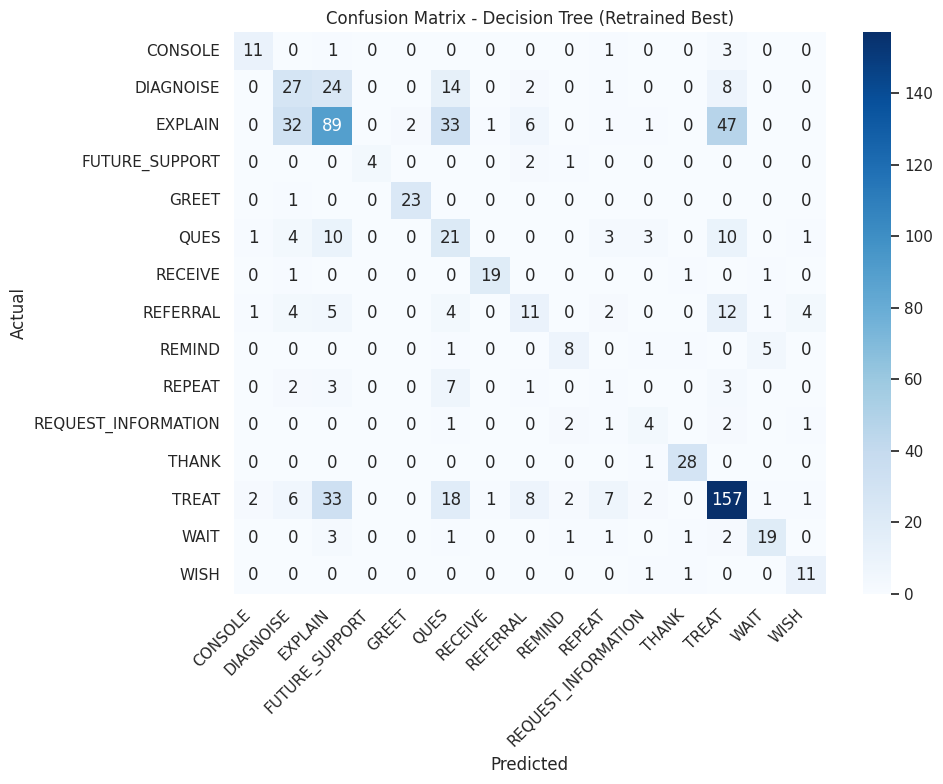 Confusion Matrix - Decision Tree (Retrained Best)
CONSOLE 11 0 1 0 0 0 0 0 0 1 0 0 3 0 0
DIAGNOISE 0 27 24 0 0 14 0 2 0 1 0 0 8 0 0
EXPLAIN 0 32 89 0 2 33 1 6 0 1 1 0 47 0 0
FUTURE_SUPPORT 0 0 0 4 0 0 0 2 1 0 0 0 0 0 0
GREET 0 1 0 0 23 0 0 0 0 0 0 0 0 0 0
QUES 1 4 10 0 0 21 0 0 0 3 3 0 10 0 1
RECEIVE 0 1 0 0 0 0 19 0 0 0 0 1 0 1 0
REFERRAL 1 4 5 0 0 4 0 11 0 2 0 0 12 1 4
REMIND 0 0 0 0 0 1 0 0 8 0 1 1 0 5 0
REPEAT 0 2 3 0 0 7 0 1 0 1 0 0 3 0 0
REQUEST_INFORMATION 0 0 0 0 0 1 0 0 2 1 4 0 2 0 1
THANK 0 0 0 0 0 0 0 0 0 0 1 28 0 0 0
TREAT 2 6 33 0 0 18 1 8 2 7 2 0 157 1 1
WAIT 0 0 3 0 0 1 0 0 1 1 0 1 2 19 0
WISH 0 0 0 0 0 0 0 0 0 0 1 1 0 0 11
Actual
CONSOLE
DIAGNOISE
EXPLAIN
FUTURE_SUPPORT
GREET
QUES
RECEIVE
REFERRAL
REMIND
REPEAT
REQUEST_INFORMATION
THANK
TREAT
WAIT
WISH
Predicted
140
120
100
80
60
40
20
0